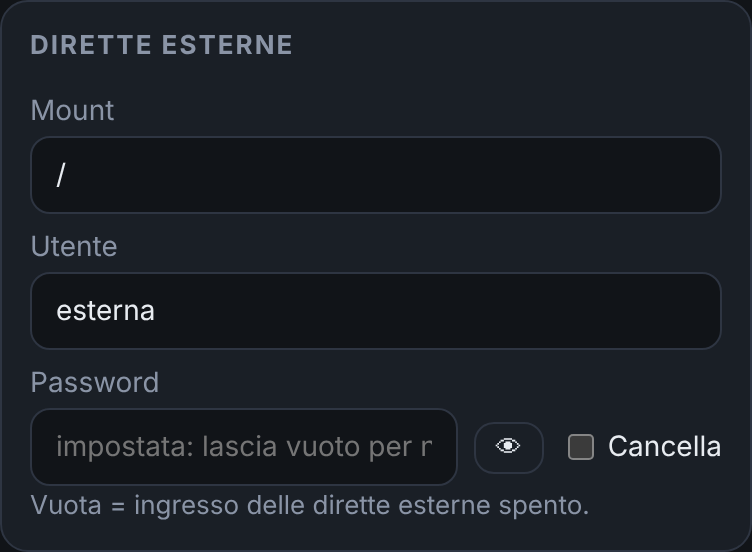 DIRETTE ESTERNE
Mount
/
Utente
esterna
Password
impostata: lascia vuoto per
Cancella
Vuota = ingresso delle dirette esterne spento.